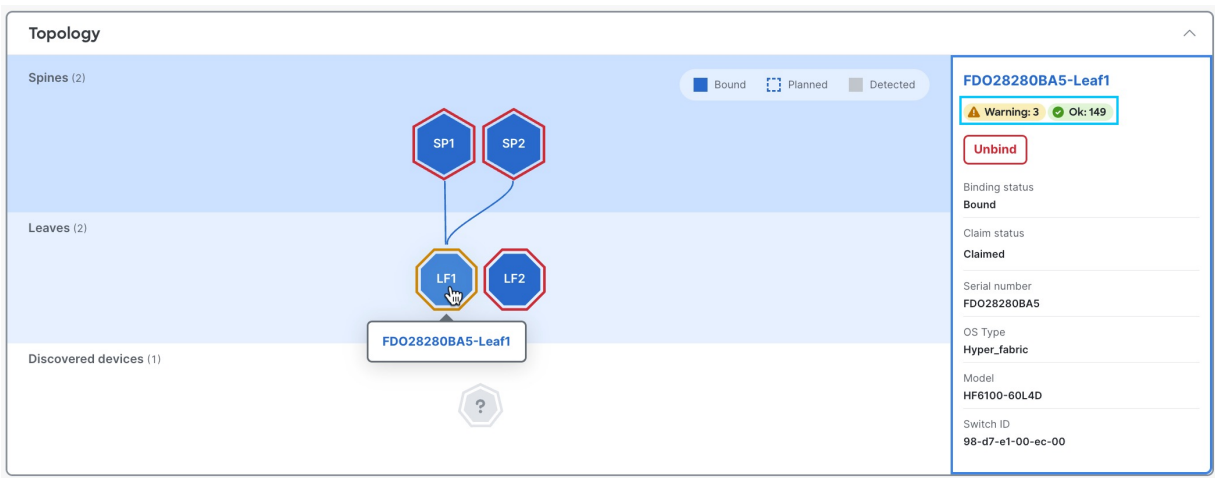 Topology
Spines (2)
Bound
Planned
Detected
SP1
SP2
Leaves (2)
LF1
LF2
FDO28280BA5-Leaf1
Discovered devices (1)
?
FDO28280BA5-Leaf1
Warning: 3
Ok: 149
Unbind
Binding status
Bound
Claim status
Claimed
Serial number
FDO28280BA5
OS Type
Hyper_fabric
Model
HF6100-60L4D
Switch ID
98-d7-e1-00-ec-00